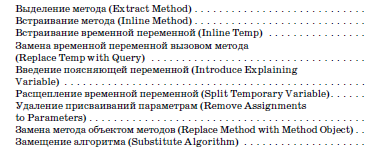 Выделение метода (Extract Method) . . . . . . . . . . . . . . . . . . . . . . . . . .
Встраивание метода (Inline Method) . . . . . . . . . . . . . . . . . . . . . . . . .
Встраивание временной переменной (Inline Temp) . . . . . . . . . . . .
Замена временной переменной вызовом метода
(Replace Temp with Query) . . . . . . . . . . . . . . . . . . . . . . . . . . . . . . .
Введение поясняющей переменной (Introduce Explaining
Variable) . . . . . . . . . . . . . . . . . . . . . . . . . . . . . . . . . . . . . . . . . . . .
Расщепление временной переменной (Split Temporary Variable) . . . . . .
Удаление присваиваний параметрам (Remove Assignments
to Parameters) . . . . . . . . . . . . . . . . . . . . . . . . . . . . . . . . . . . . . . . .
Замена метода объектом методов (Replace Method with Method Object) . .
Замещение алгоритма (Substitute Algorithm) . . . . . . . . . . . . . . . . . .